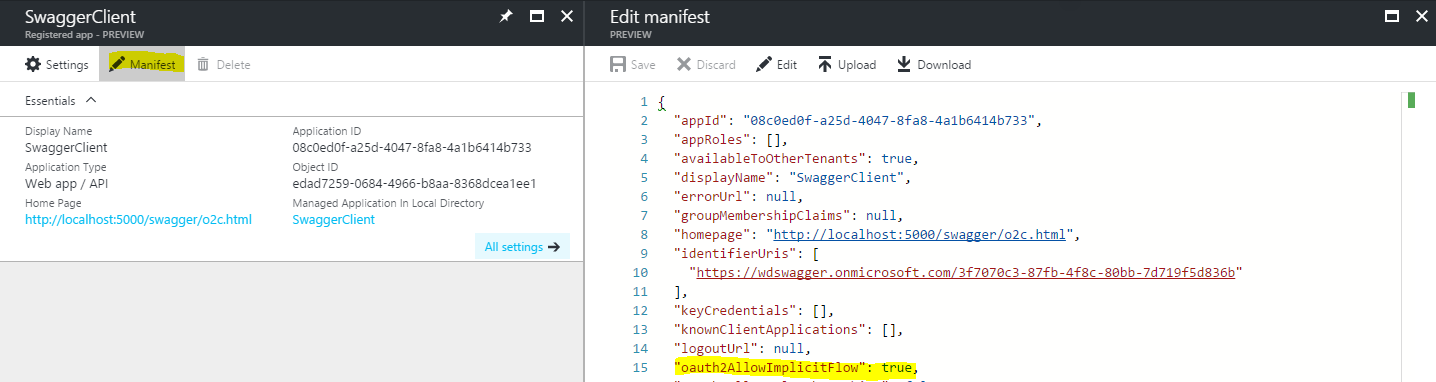 SwaggerClient
Registered app - PREVIEW
Settings
Manifest
Delete
Essentials
Display Name
SwaggerClient
Application Type
Web app / API
Home Page
http://localhost:5000/swagger/o2c.html
Application ID
08c0ed0f-a25d-4047-8fa8-4a1b6414b733
Object ID
edad7259-0684-4966-b8aa-8368dcea1ee1
Managed Application In Local Directory
SwaggerClient
All settings
Edit manifest
PREVIEW
Save
Discard
Edit
Upload
Download
1 {
2 "appId": "08c0ed0f-a25d-4047-8fa8-4a1b6414b733",
3 "appRoles": [],
4 "availableToOtherTenants": true,
5 "displayName": "SwaggerClient",
6 "errorUrl": null,
7 "groupMembershipClaims": null,
8 "homepage": "http://localhost:5000/swagger/o2c.html",
9 "identifierUris": [
10 "https://wdswagger.onmicrosoft.com/3f7070c3-87fb-4f8c-80bb-7d719f5d836b"
11 ],
12 "keyCredentials": [],
13 "knownClientApplications": [],
14 "logoutUrl": null,
15 "oauth2AllowImplicitFlow": true,